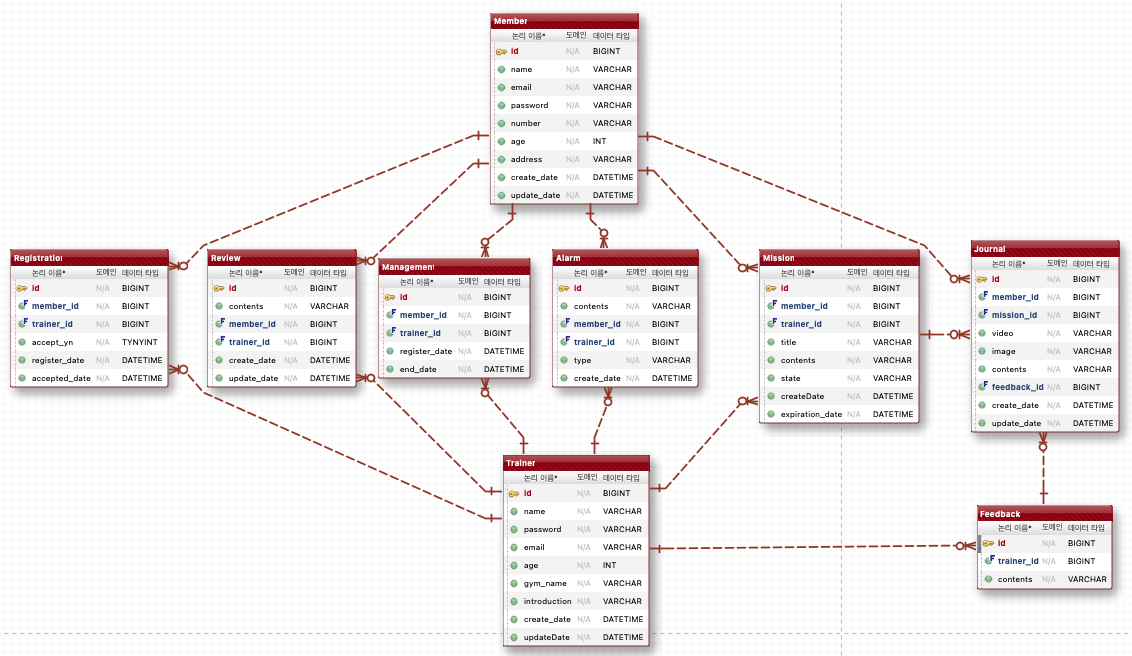 Member
논리 이름* 도메인 데이터 타입
id N/A BIGINT
name N/A VARCHAR
email N/A VARCHAR
password N/A VARCHAR
number N/A VARCHAR
age N/A INT
address N/A VARCHAR
create_date N/A DATETIME
update_date N/A DATETIME
Registration
논리 이름* 도메인 데이터 타입
id N/A BIGINT
member_id N/A BIGINT
trainer_id N/A BIGINT
accept_yn N/A TYNYINT
register_date N/A DATETIME
accepted_date N/A DATETIME
Review
논리 이름* 도메인 데이터 타입
id N/A BIGINT
contents N/A VARCHAR
member_id N/A BIGINT
trainer_id N/A BIGINT
create_date N/A DATETIME
update_date N/A DATETIME
Management
논리 이름* 도메인 데이터 타입
id N/A BIGINT
member_id N/A BIGINT
trainer_id N/A BIGINT
register_date N/A DATETIME
end_date N/A DATETIME
Alarm
논리 이름* 도메인 데이터 타입
id N/A BIGINT
contents N/A VARCHAR
member_id N/A BIGINT
trainer_id N/A BIGINT
type N/A VARCHAR
create_date N/A DATETIME
Mission
논리 이름* 도메인 데이터 타입
id N/A BIGINT
member_id N/A BIGINT
trainer_id N/A BIGINT
title N/A VARCHAR
contents N/A VARCHAR
state N/A VARCHAR
createDate N/A DATETIME
expiration_date N/A DATETIME
Journal
논리 이름* 도메인 데이터 타입
id N/A BIGINT
member_id N/A BIGINT
mission_id N/A BIGINT
video N/A VARCHAR
image N/A VARCHAR
contents N/A VARCHAR
feedback_id N/A BIGINT
create_date N/A DATETIME
update_date N/A DATETIME
Trainer
논리 이름* 도메인 데이터 타입
id N/A BIGINT
name N/A VARCHAR
password N/A VARCHAR
email N/A VARCHAR
age N/A INT
gym_name N/A VARCHAR
introduction N/A VARCHAR
create_date N/A DATETIME
updateDate N/A DATETIME
Feedback
논리 이름* 도메인 데이터 타입
id N/A BIGINT
trainer_id N/A BIGINT
contents N/A VARCHAR